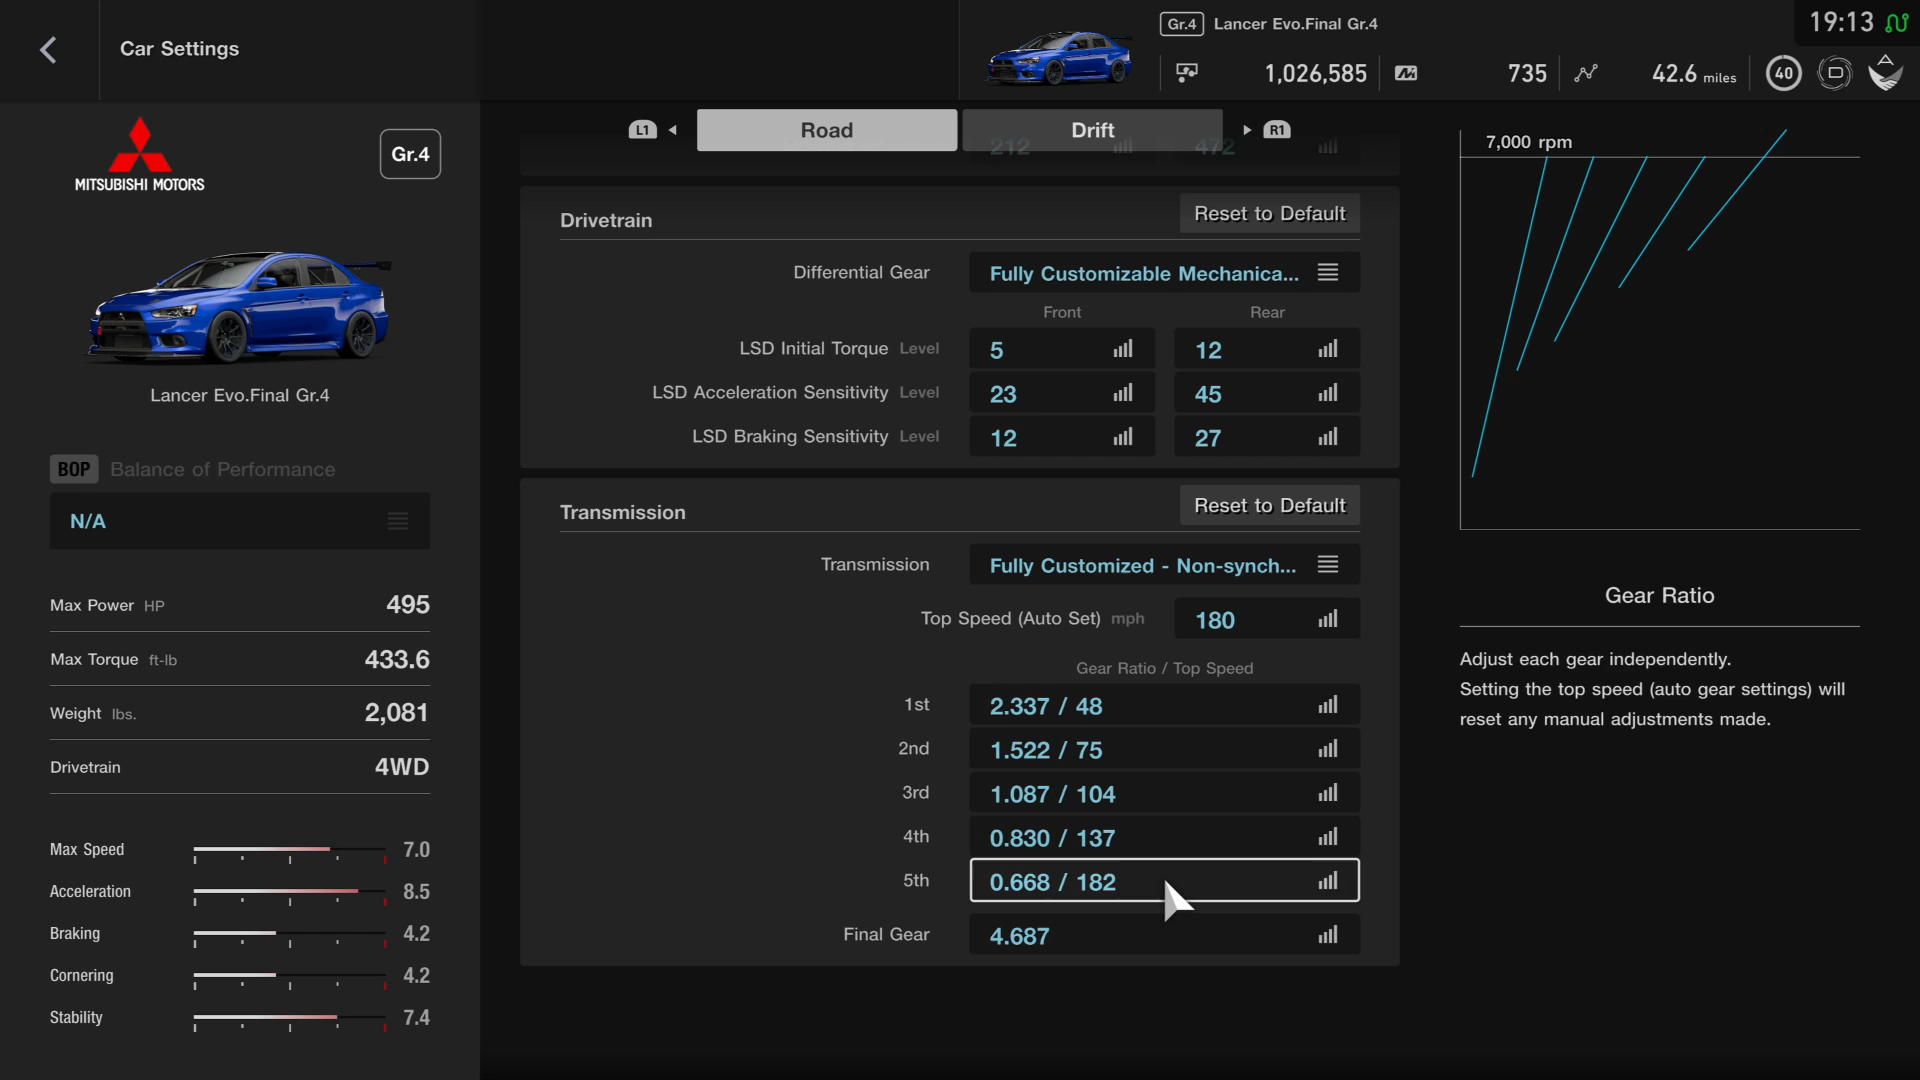 Car Settings
Gr.4 Lancer Evo.Final Gr.4
19:13
1,026,585
735
42.6 miles
40
L1 Road Drift R1
212 472
MITSUBISHI MOTORS
Gr.4
Lancer Evo.Final Gr.4
BOP Balance of Performance
N/A
Max Power HP 495
Max Torque ft-lb 433.6
Weight lbs. 2,081
Drivetrain 4WD
Max Speed 7.0
Acceleration 8.5
Braking 4.2
Cornering 4.2
Stability 7.4
Drivetrain Reset to Default
Differential Gear Fully Customizable Mechanica...
Front Rear
LSD Initial Torque Level 5 12
LSD Acceleration Sensitivity Level 23 45
LSD Braking Sensitivity Level 12 27
Transmission Reset to Default
Transmission Fully Customized - Non-synch...
Top Speed (Auto Set) mph 180
Gear Ratio / Top Speed
1st 2.337 / 48
2nd 1.522 / 75
3rd 1.087 / 104
4th 0.830 / 137
5th 0.668 / 182
Final Gear 4.687
7,000 rpm
Gear Ratio
Adjust each gear independently.
Setting the top speed (auto gear settings) will
reset any manual adjustments made.